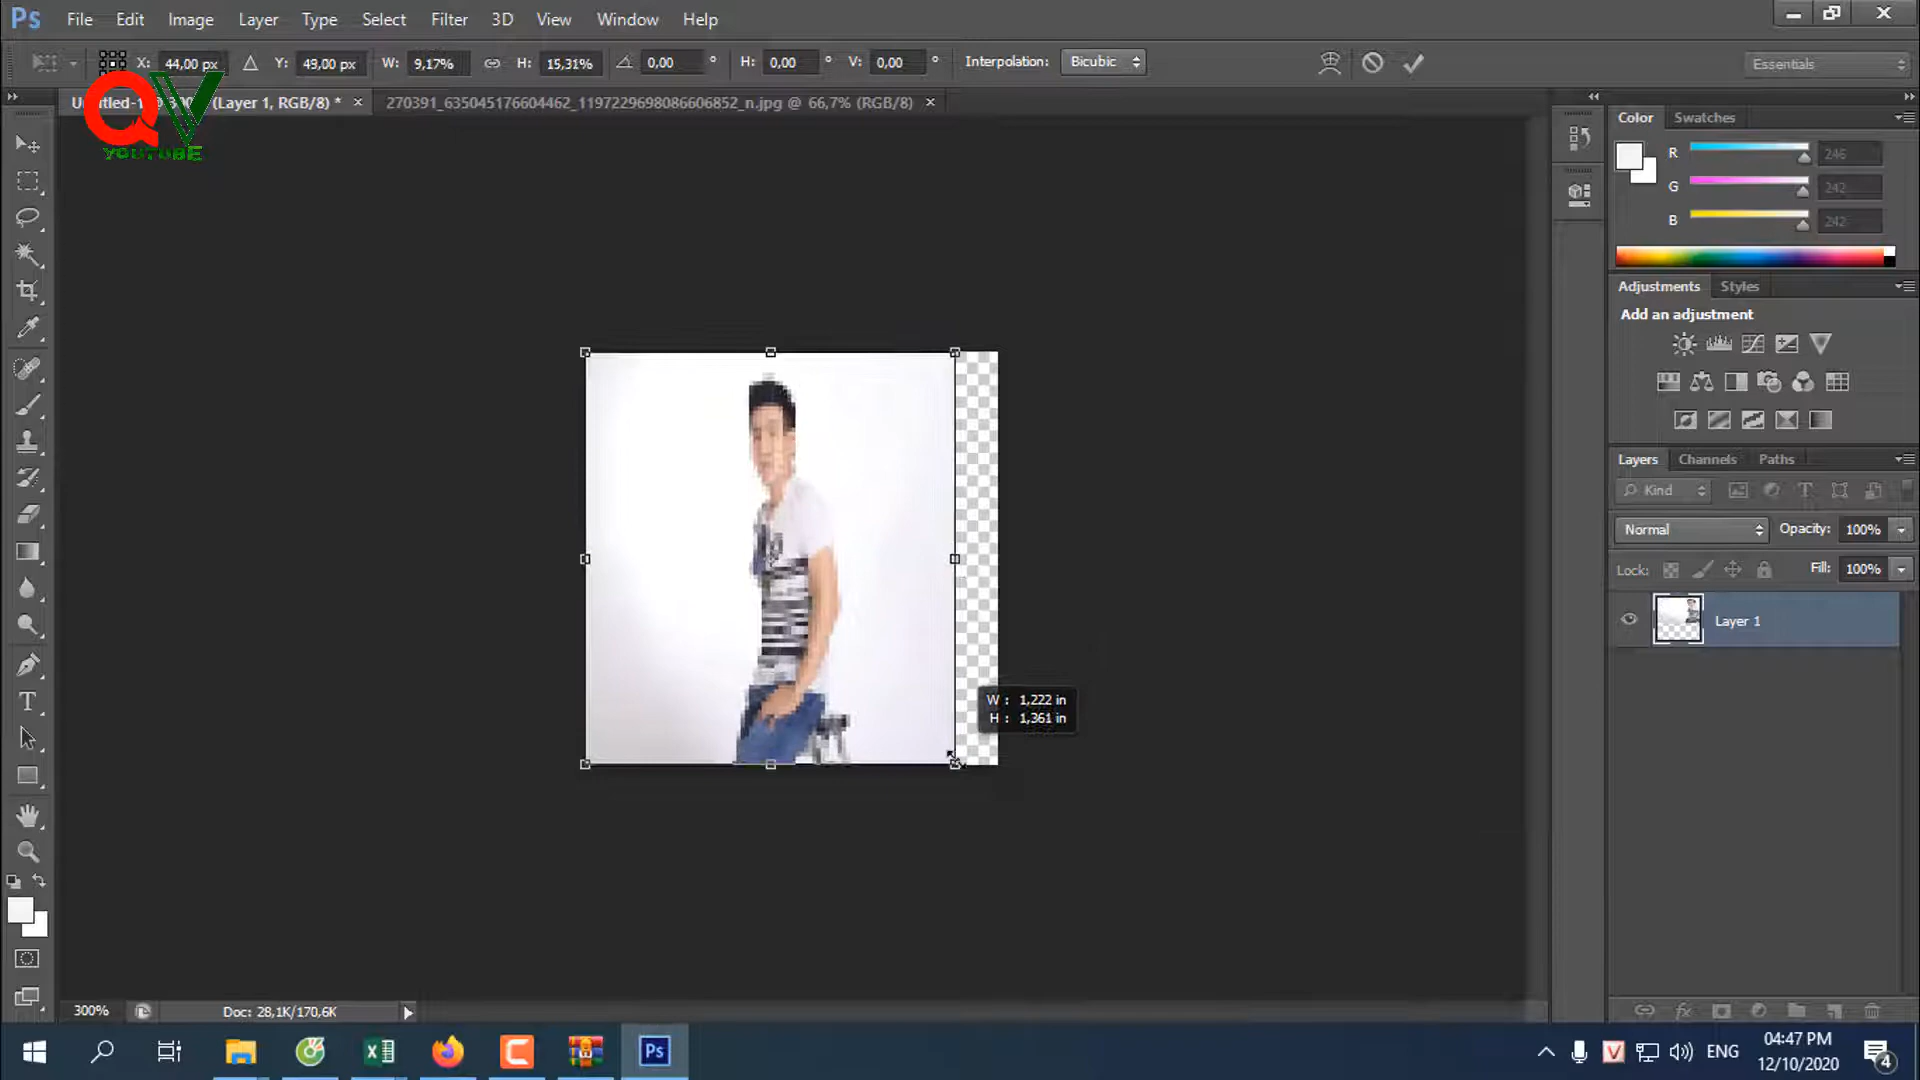 Ps File Edit Image Layer Type Select Filter 3D View Window Help
X: 44,00 px Y: 49,00 px W: 9,17% H: 15,31% 0,00 ° H: 0,00 ° V: 0,00 ° Interpolation: Bicubic Essentials
(Layer 1, RGB/8) * × 270391_635045176604462_1197229698086606852_n.jpg @ 66,7% (RGB/8) ×
QV
YOUTUBE
Color Swatches
R 246
G 242
B 242
Adjustments Styles
Add an adjustment
Layers Channels Paths
Kind
Normal Opacity: 100%
Lock: Fill: 100%
Layer 1
W : 1,222 in
H : 1,361 in
300% Doc: 28,1K/170,6K
ENG
04:47 PM
12/10/2020
4